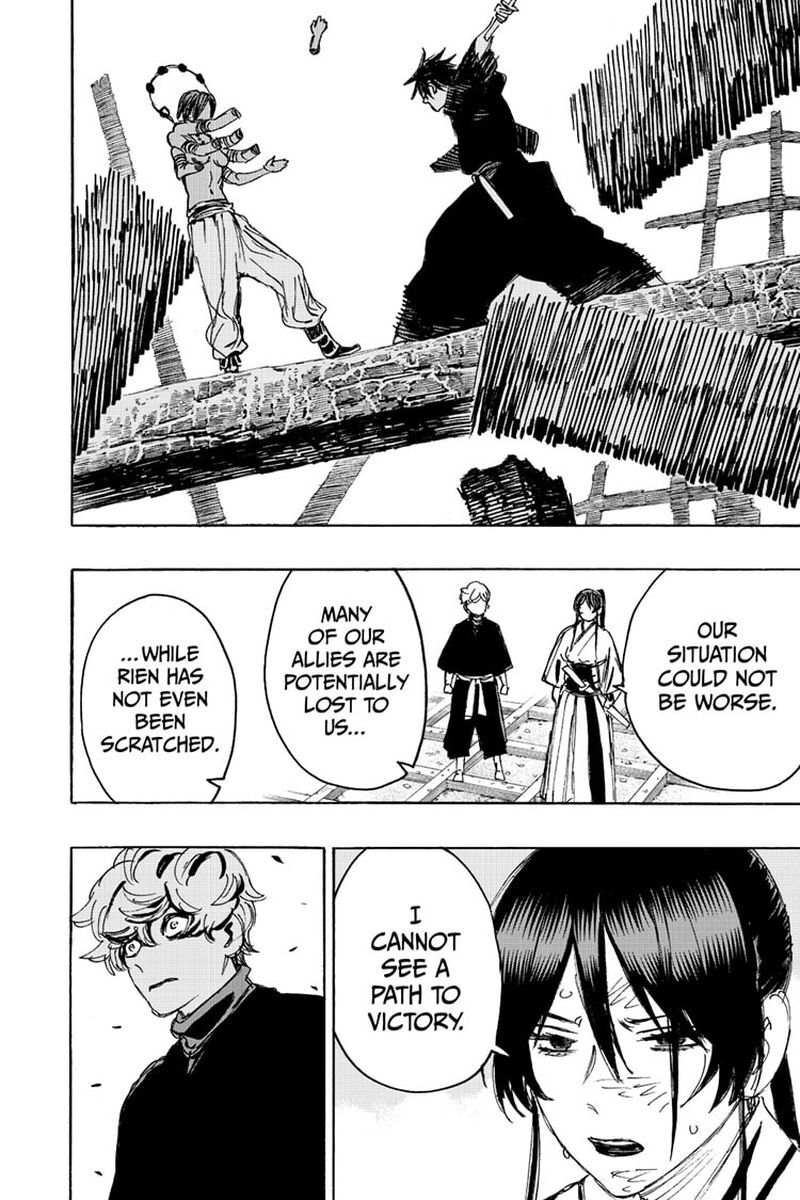 OUR
SITUATION
COULD NOT
BE WORSE.
MANY
OF OUR
ALLIES ARE
POTENTIALLY
LOST TO
US...
...WHILE
RIEN HAS
NOT EVEN
BEEN
SCRATCHED.
I
CANNOT
SEE A
PATH TO
VICTORY.